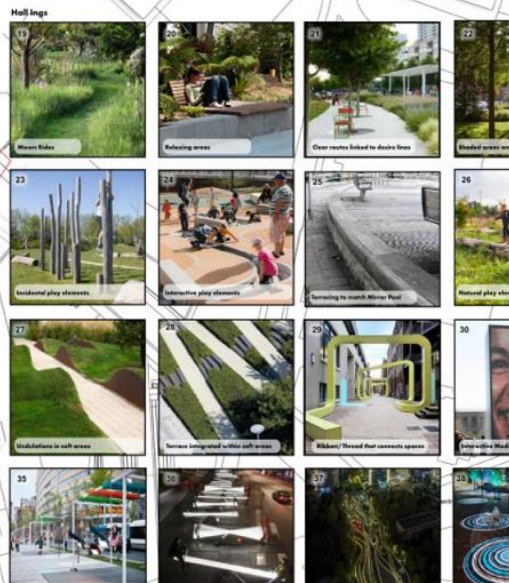 Hall Ings
19
20
21
22
Mown Rides
Relaxing areas
Clear routes linked to desire lines
Shaded areas
23
24
25
26
Incidental play elements
Interactive play elements
Terracing to match Mirror Pool
Natural play
27
28
29
30
Undulations in soft areas
Terrace integrated within soft areas
Ribbon/Thread that connects spaces
Interactive
35
36
37
38